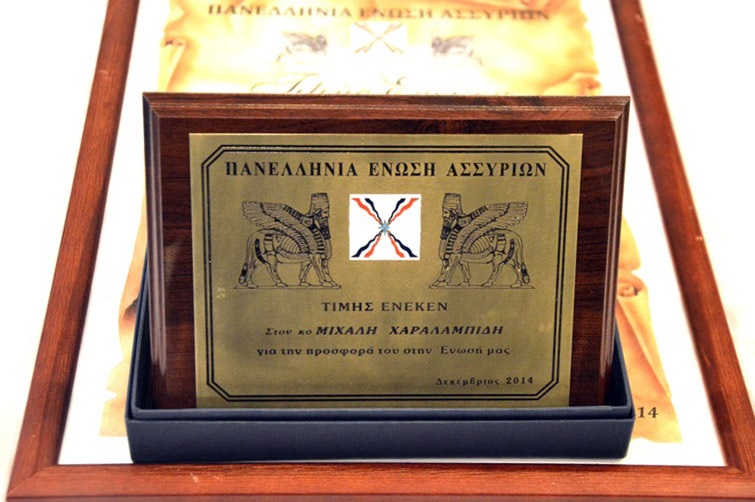 ΠΑΝΕΛΛΗΝΙΑ ΕΝΩΣΗ ΑΣΣΥΡΙΩΝ
ΠΑΝΕΛΛΗΝΙΑ ΕΝΩΣΗ ΑΣΣΥΡΙΩΝ
ΤΙΜΗΣ ΕΝΕΚΕΝ
Στον κο ΜΙΧΑΛΗ ΧΑΡΑΛΑΜΠΙΔΗ
για την προσφορά του στην Ένωσή μας
Δεκεμβριος 2014
14